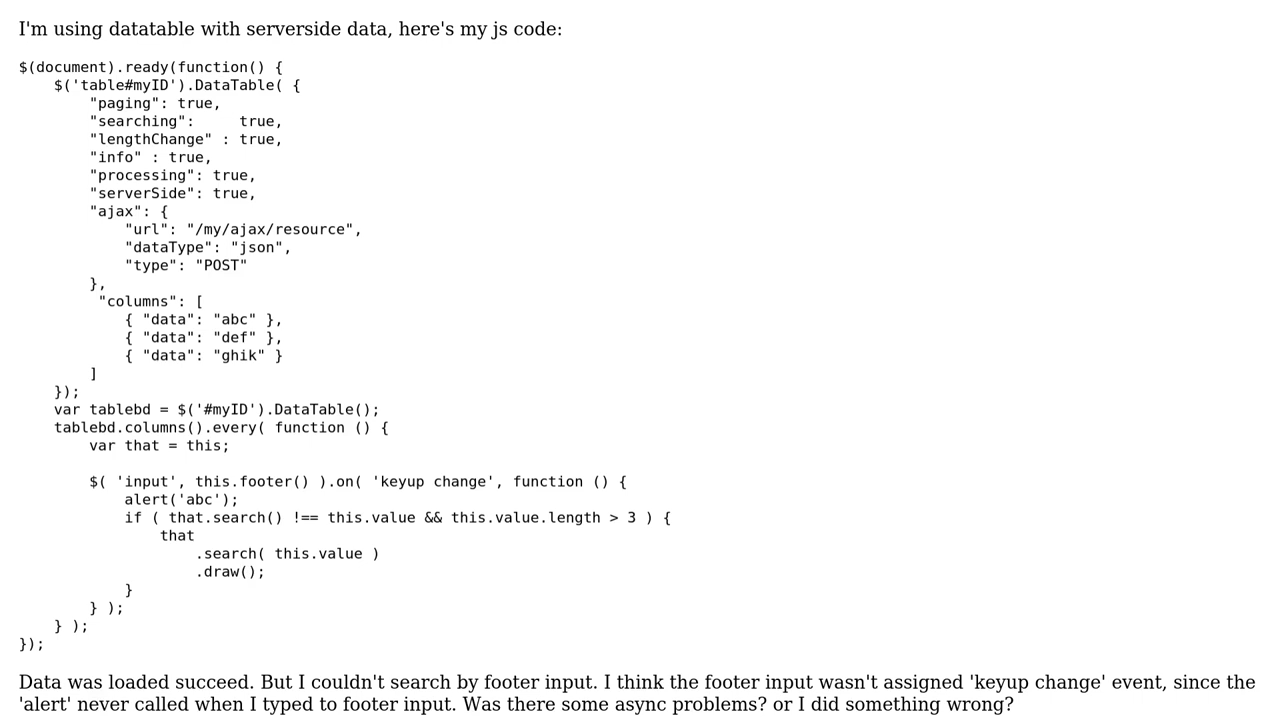 I'm using datatable with serverside data, here's my js code:
$(document).ready(function() {
    $('table#myID').DataTable( {
        "paging": true,
        "searching":     true,
        "lengthChange" : true,
        "info" : true,
        "processing": true,
        "serverSide": true,
        "ajax": {
            "url": "/my/ajax/resource",
            "dataType": "json",
            "type": "POST"
        },
         "columns": [
            { "data": "abc" },
            { "data": "def" },
            { "data": "ghik" }
        ]
    });
    var tablebd = $('#myID').DataTable();
    tablebd.columns().every( function () {
        var that = this;

        $( 'input', this.footer() ).on( 'keyup change', function () {
            alert('abc');
            if ( that.search() !== this.value && this.value.length > 3 ) {
                that
                    .search( this.value )
                    .draw();
            }
        } );
    } );
});
Data was loaded succeed. But I couldn't search by footer input. I think the footer input wasn't assigned 'keyup change' event, since the
'alert' never called when I typed to footer input. Was there some async problems? or I did something wrong?